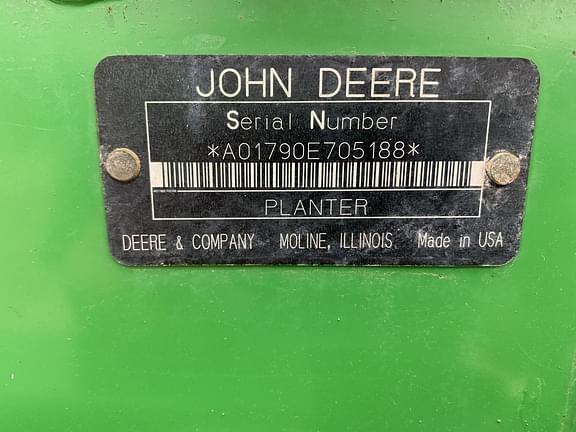 JOHN DEERE
Serial Number
*A01790E705188*
PLANTER
DEERE & COMPANY MOLINE, ILLINOIS. Made in USA